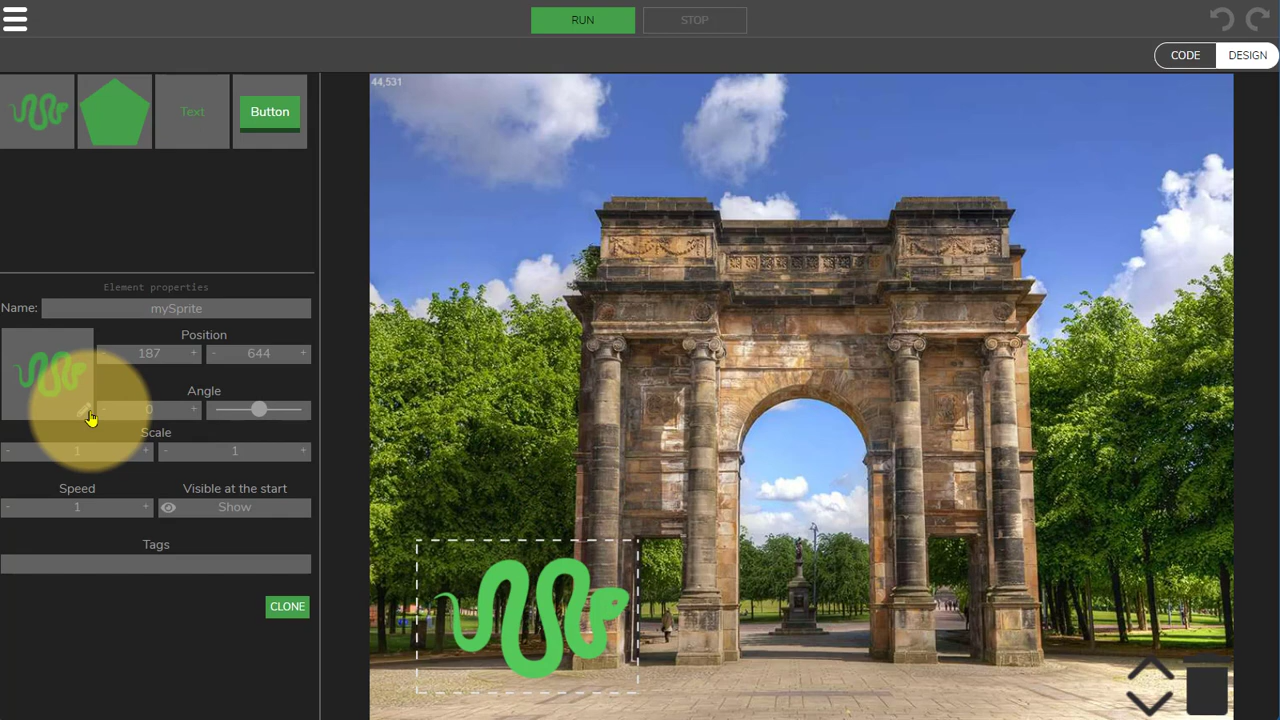 RUN
STOP
CODE
DESIGN
44,531
Text
Button
Element properties
Name: mySprite
Position
- 187 + - 644 +
Angle
- 0 +
Scale
- 1 + - 1 +
Speed
Visible at the start
- 1 +
Show
Tags
CLONE